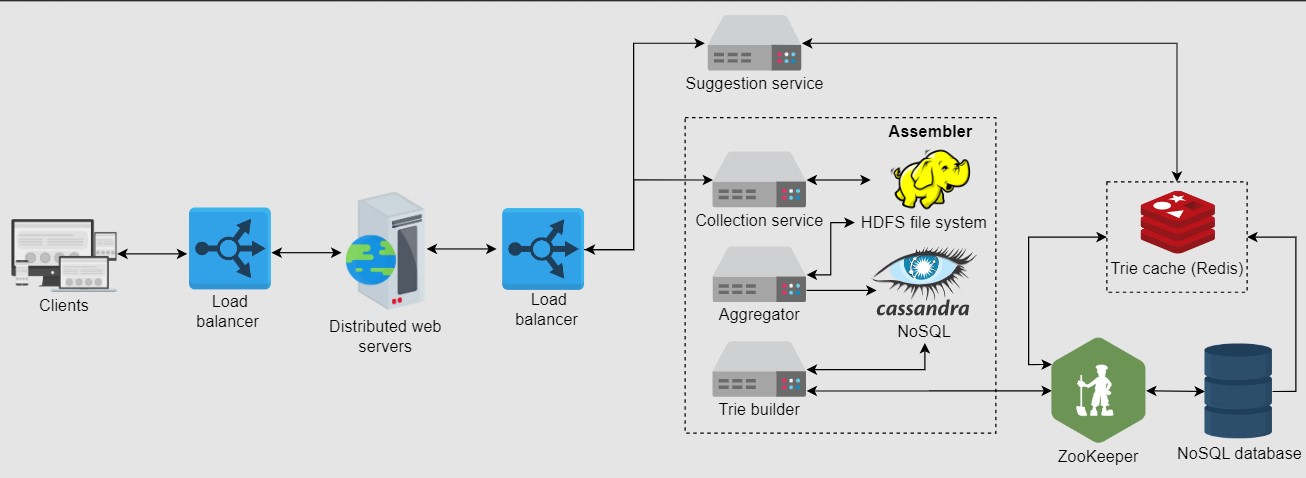 Clients
Load
balancer
Distributed web
servers
Load
balancer
Suggestion service
Assembler
Collection service
HDFS file system
Aggregator
cassandra
NoSQL
Trie builder
Trie cache (Redis)
ZooKeeper
NoSQL database